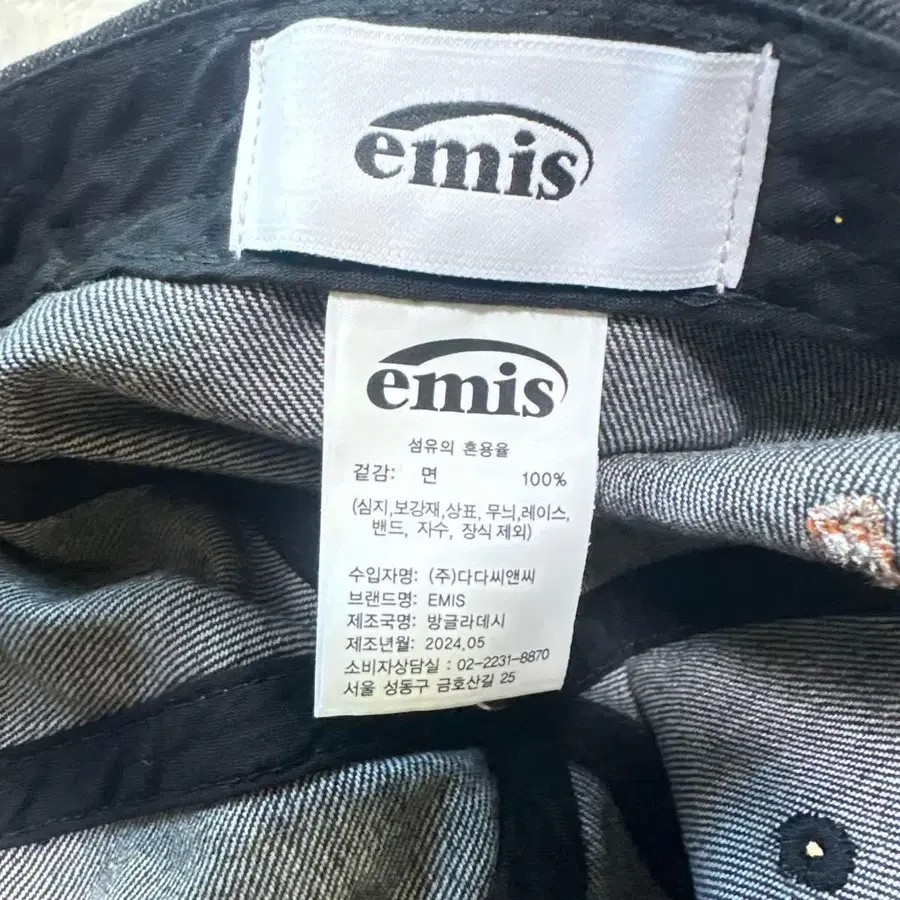 emis
emis
섬유의 혼용율
겉감: 면 100%
(심지,보강재,상표, 무늬,레이스,
밴드, 자수, 장식 제외)
수입자명: (주)다다씨앤씨
브랜드명: EMIS
제조국명: 방글라데시
제조년월: 2024.05
소비자상담실 : 02-2231-8870
서울 성동구 금호산길 25